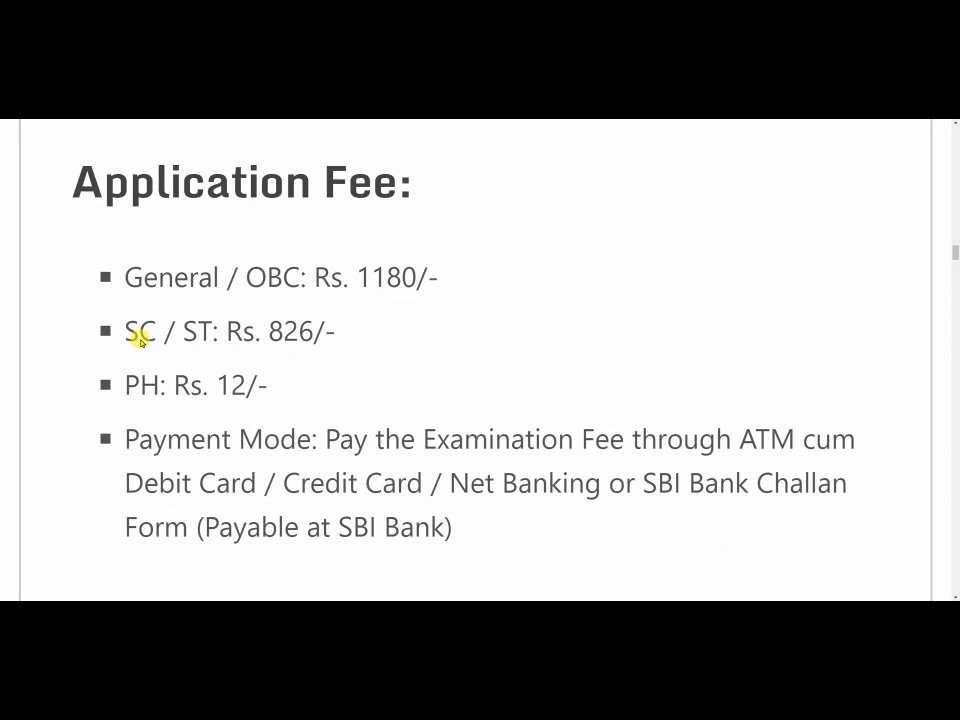 Application Fee:
General / OBC: Rs. 1180/-
SC / ST: Rs. 826/-
PH: Rs. 12/-
Payment Mode: Pay the Examination Fee through ATM cum
Debit Card / Credit Card / Net Banking or SBI Bank Challan
Form (Payable at SBI Bank)